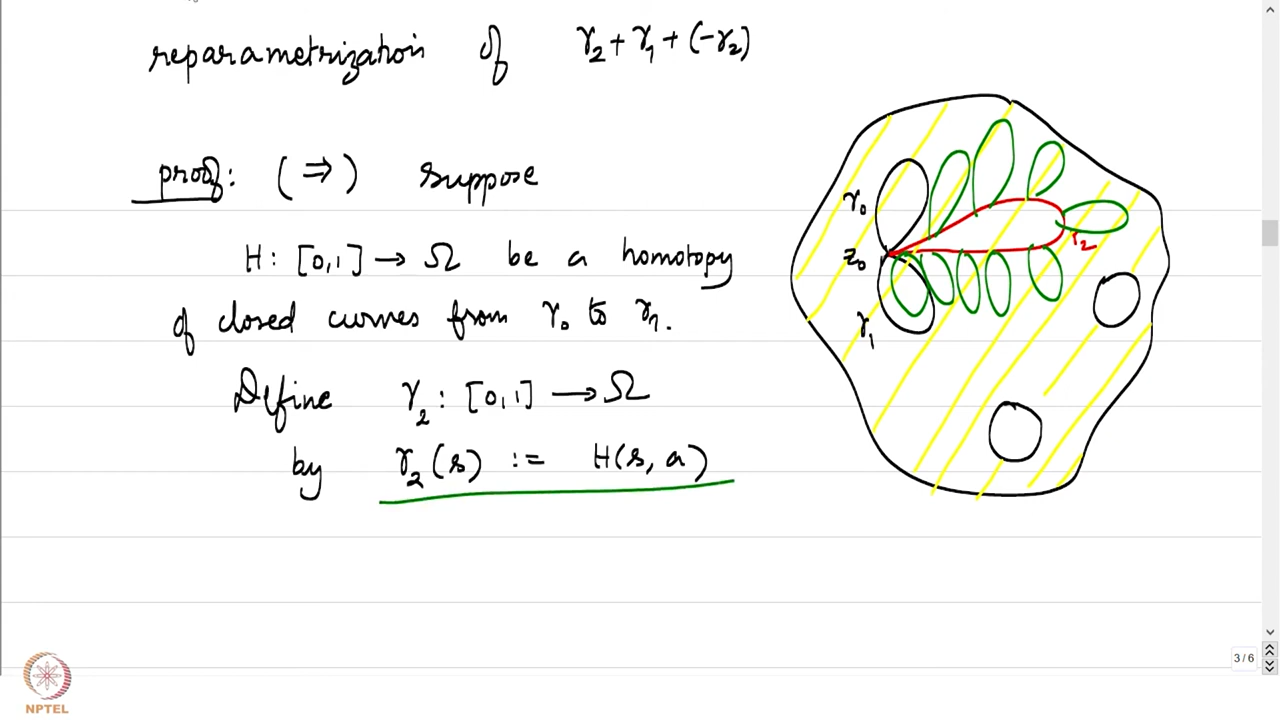 reparametrization of γ₂ + γ₁ + (-γ₂)
proof: (⇒) suppose
H : [0,1] → Ω be a homotopy
of closed curves from γ₀ to γ₁.
Define γ₂ : [0,1] → Ω
by γ₂(s) := H(s, a)
γ₀
z₀
γ₂
γ₁
3 / 6
NPTEL